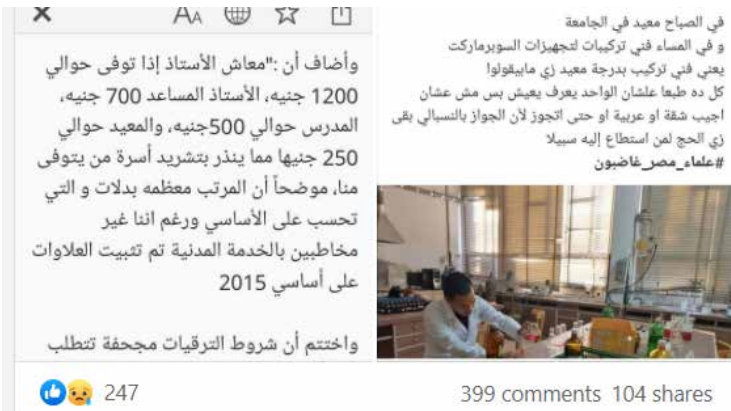 وأضاف أن :"معاش الأستاذ إذا توفى حوالي
1200 جنيه، الأستاذ المساعد 700 جنيه،
المدرس حوالي 500جنيه، والمعيد حوالي
250 جنيها مما ينذر بتشريد أسرة من يتوفى
منا، موضحاً أن المرتب معظمه بدلات و التي
تحسب على الأساسي ورغم اننا غير
مخاطبين بالخدمة المدنية تم تثبيت العلاوات
على أساسي 2015
واختتم أن شروط الترقيات مجحفة تتطلب
في الصباح معيد في الجامعة
و في المساء فني تركيبات لتجهيزات السوبرماركت
يعني فني تركيب بدرجة معيد زي مابيقولوا
كل ده طبعا علشان الواحد يعرف يعيش بس مش عشان
اجيب شقة او عربية او حتى اتجوز لأن الجواز بالنسبالي بقى
زي الحج لمن استطاع إليه سبيلا
#علماء_مصر_غاضبون
247
399 comments 104 shares